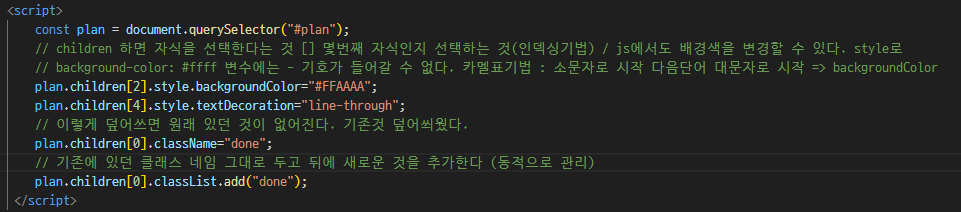 <script>
const plan = document.querySelector("#plan");
// children 하면 자식을 선택한다는 것 [] 몇번째 자식인지 선택하는 것(인덱싱기법) / js에서도 배경색을 변경할 수 있다. style로
// background-color: #ffff 변수에는 - 기호가 들어갈 수 없다. 카멜표기법 : 소문자로 시작 다음단어 대문자로 시작 => backgroundColor
plan.children[2].style.backgroundColor="#FFAAAA";
plan.children[4].style.textDecoration="line-through";
// 이렇게 덮어쓰면 원래 있던 것이 없어진다. 기존것 덮어씌웠다.
plan.children[0].className="done";
// 기존에 있던 클래스 네임 그대로 두고 뒤에 새로운 것을 추가한다 (동적으로 관리)
plan.children[0].classList.add("done");
</script>